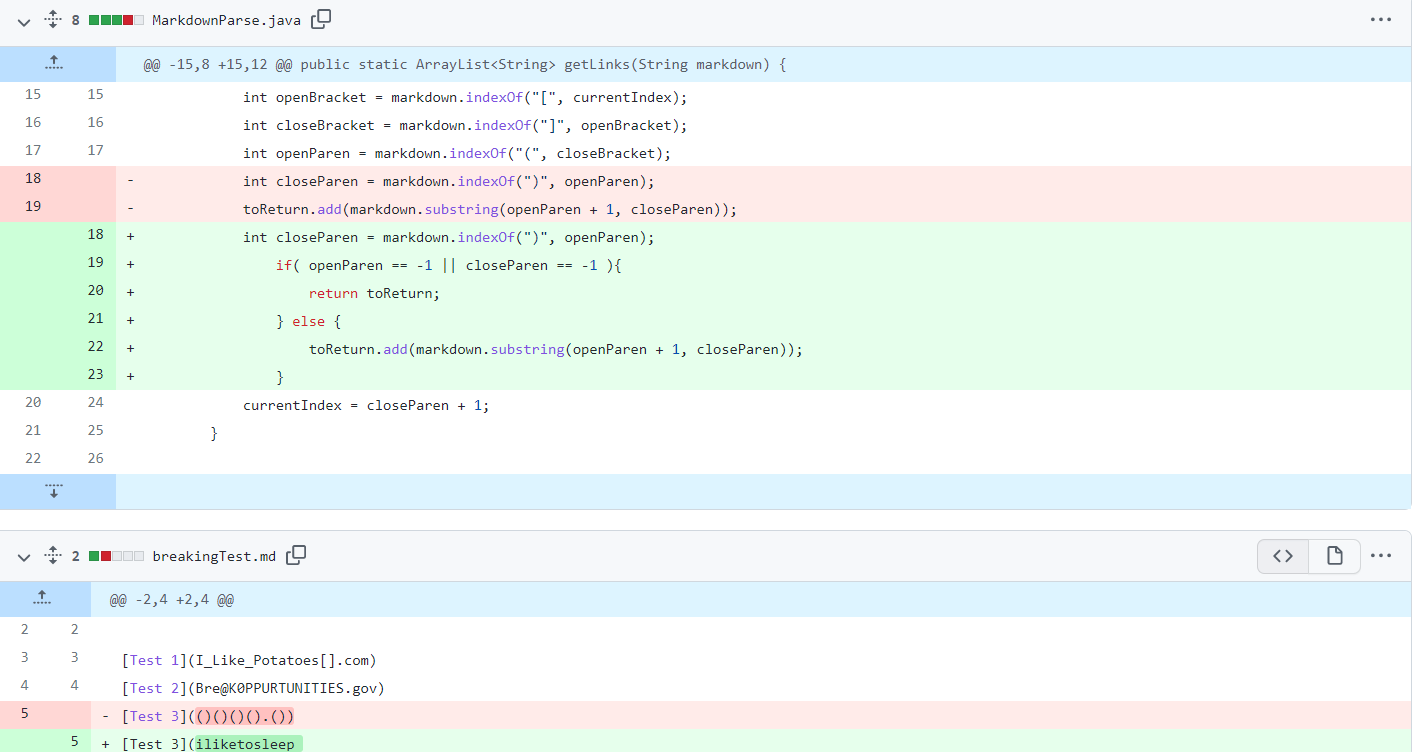 8 MarkdownParse.java
@@ -15,8 +15,12 @@ public static ArrayList<String> getLinks(String markdown) {
15 15 int openBracket = markdown.indexOf("[", currentIndex);
16 16 int closeBracket = markdown.indexOf("]", openBracket);
17 17 int openParen = markdown.indexOf("(", closeBracket);
18 - int closeParen = markdown.indexOf(")", openParen);
19 - toReturn.add(markdown.substring(openParen + 1, closeParen));
18 + int closeParen = markdown.indexOf(")", openParen);
19 + if( openParen == -1 || closeParen == -1 ){
20 + return toReturn;
21 + } else {
22 + toReturn.add(markdown.substring(openParen + 1, closeParen));
23 + }
20 24 currentIndex = closeParen + 1;
21 25 }
22 26
2 breakingTest.md
@@ -2,4 +2,4 @@
2 2
3 3 [Test 1](I_Like_Potatoes[].com)
4 4 [Test 2](Bre@K0PPURTUNITIES.gov)
5 - [Test 3](()()()().())
5 + [Test 3](iliketosleep